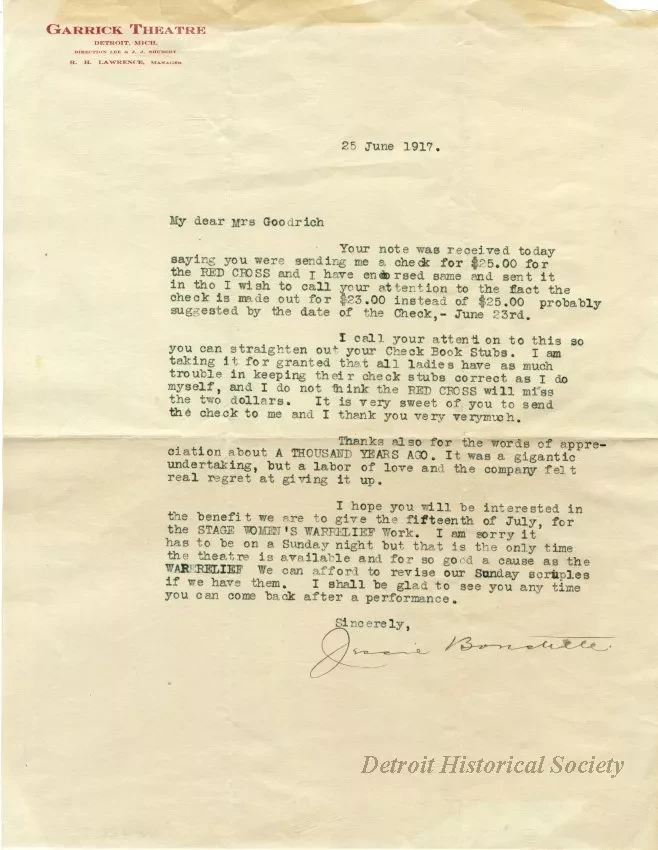 GARRICK THEATRE
DETROIT, MICH.
DIRECTION LEE & J. J. SHUBERT
R. H. LAWRENCE, MANAGER
25 June 1917.
My dear Mrs Goodrich
Your note was received today
saying you were sending me a check for $25.00 for
the RED CROSS and I have endorsed same and sent it
in tho I wish to call your attention to the fact the
check is made out for $23.00 instead of $25.00 probably
suggested by the date of the Check,- June 23rd.
I call your attention to this so
you can straighten out your Check Book Stubs. I am
taking it for granted that all ladies have as much
trouble in keeping their check stubs correct as I do
myself, and I do not think the RED CROSS will miss
the two dollars. It is very sweet of you to send
the check to me and I thank you very verymuch.
Thanks also for the words of appre-
ciation about A THOUSAND YEARS AGO. It was a gigantic
undertaking, but a labor of love and the company felt
real regret at giving it up.
I hope you will be interested in
the benefit we are to give the fifteenth of July, for
the STAGE WOMEN'S WARRELIEF Work. I am sorry it
has to be on a Sunday night but that is the only time
the theatre is available and for so good a cause as the
WARRELIEF We can afford to revise our Sunday scruples
if we have them. I shall be glad to see you any time
you can come back after a performance.
Sincerely,
Jessie Bonstelle
Detroit Historical Society